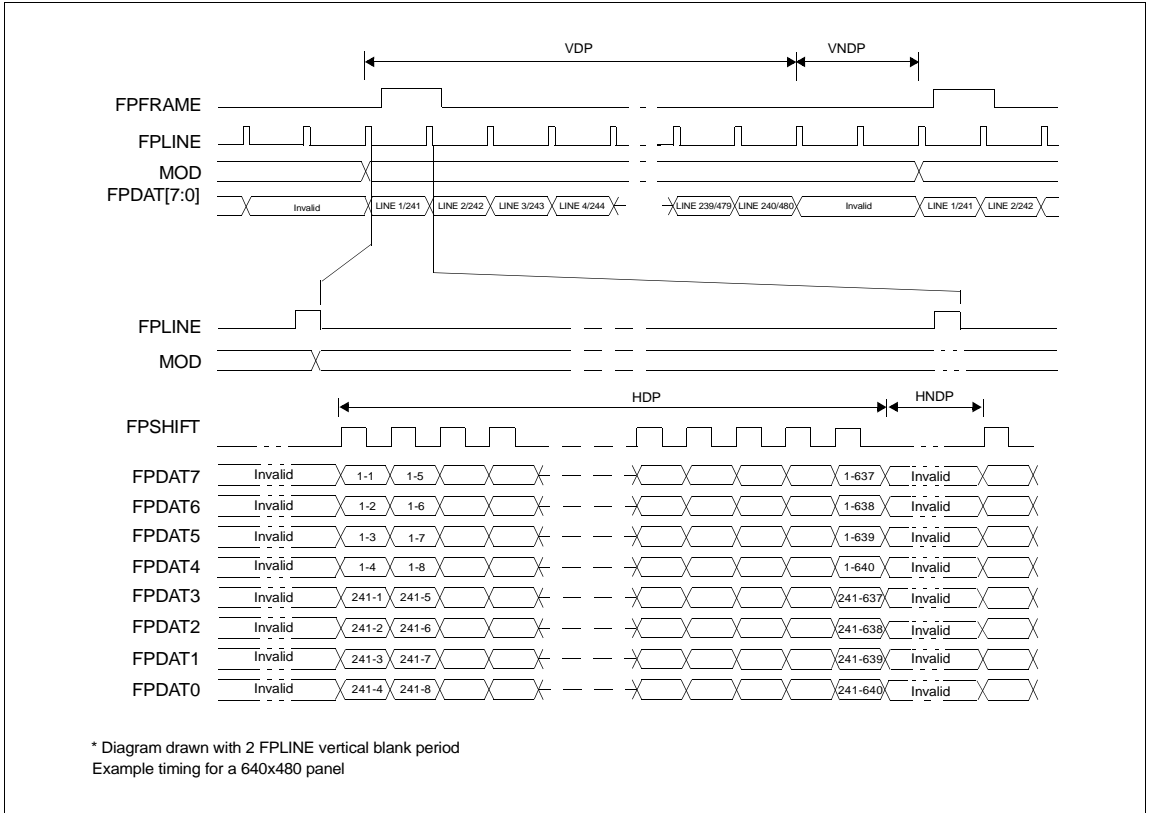 VDP VNDP
FPFRAME
FPLINE
MOD
FPDAT[7:0] Invalid LINE 1/241 LINE 2/242 LINE 3/243 LINE 4/244 LINE 239/479 LINE 240/480 Invalid LINE 1/241 LINE 2/242
FPLINE
MOD
HDP HNDP
FPSHIFT
FPDAT7 Invalid 1-1 1-5 1-637 Invalid
FPDAT6 Invalid 1-2 1-6 1-638 Invalid
FPDAT5 Invalid 1-3 1-7 1-639 Invalid
FPDAT4 Invalid 1-4 1-8 1-640 Invalid
FPDAT3 Invalid 241-1 241-5 241-637 Invalid
FPDAT2 Invalid 241-2 241-6 241-638 Invalid
FPDAT1 Invalid 241-3 241-7 241-639 Invalid
FPDAT0 Invalid 241-4 241-8 241-640 Invalid
* Diagram drawn with 2 FPLINE vertical blank period
Example timing for a 640x480 panel